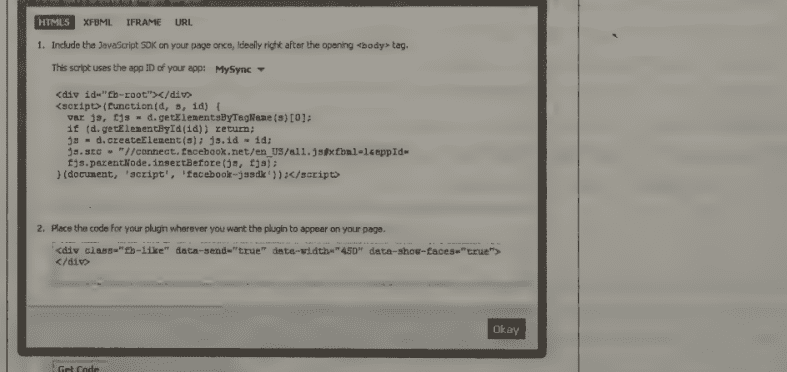 HTML5 XFBML IFRAME URL
1. Include the JavaScript SDK on your page once, ideally right after the opening <body> tag.
This script uses the app ID of your app: MySync
<div id="fb-root"></div>
<script>(function(d, s, id) {
var js, fjs = d.getElementsByTagName(s)[0];
if (d.getElementById(id)) return;
js = d.createElement(s); js.id = id;
js.src = "//connect.facebook.net/en_US/all.js#xfbml=1&appId=
fjs.parentNode.insertBefore(js, fjs);
}(document, 'script', 'facebook-jssdk'));</script>
2. Place the code for your plugin wherever you want the plugin to appear on your page.
<div class="fb-like" data-send="true" data-width="450" data-show-faces="true">
</div>
Okay
Get Code